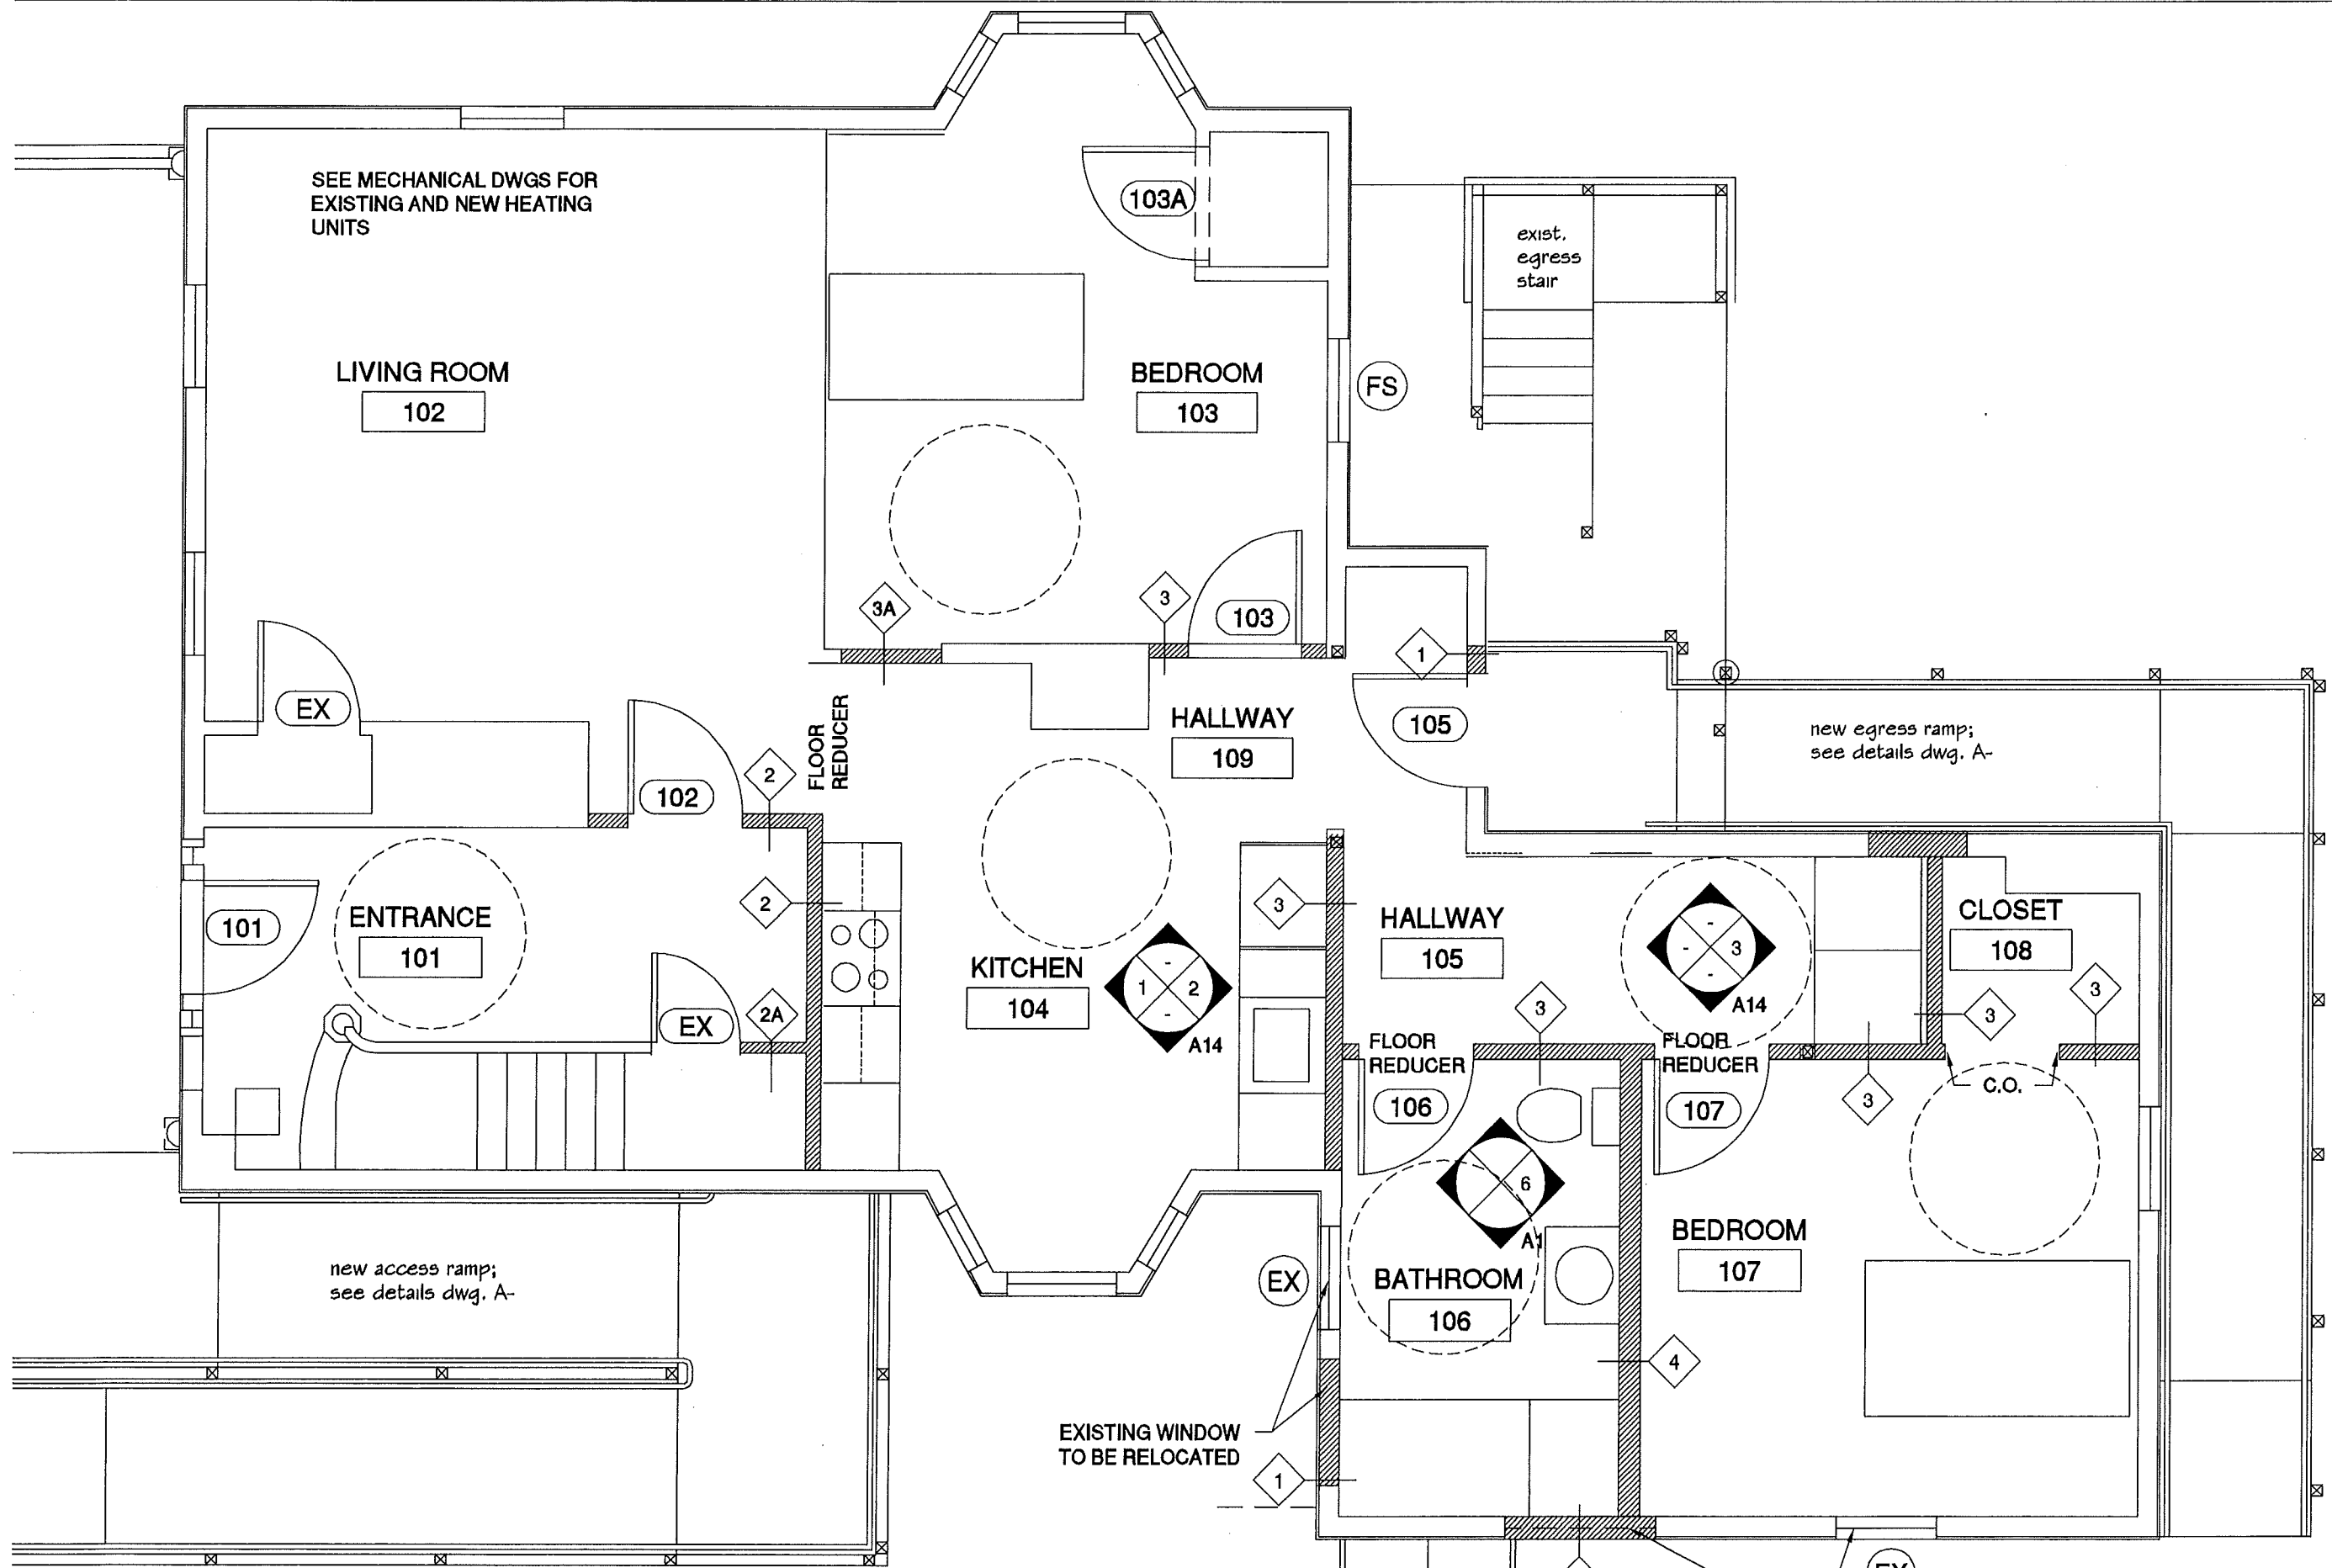 SEE MECHANICAL DWGS FOR
EXISTING AND NEW HEATING
UNITS
103A
exist.
egress
stair
LIVING ROOM
102
BEDROOM
103
FS
3A
3
103
1
EX
FLOOR
REDUCER
HALLWAY
109
105
new egress ramp;
see details dwg. A-
2
102
101
ENTRANCE
101
2
2A
EX
KITCHEN
104
-
1
2
-
A14
3
HALLWAY
105
-
-
3
-
A14
CLOSET
108
3
3
3
FLOOR
REDUCER
FLOOR
REDUCER
C.O.
106
107
3
6
A1
BEDROOM
107
new access ramp;
see details dwg. A-
EX
BATHROOM
106
4
EXISTING WINDOW
TO BE RELOCATED
1
EX